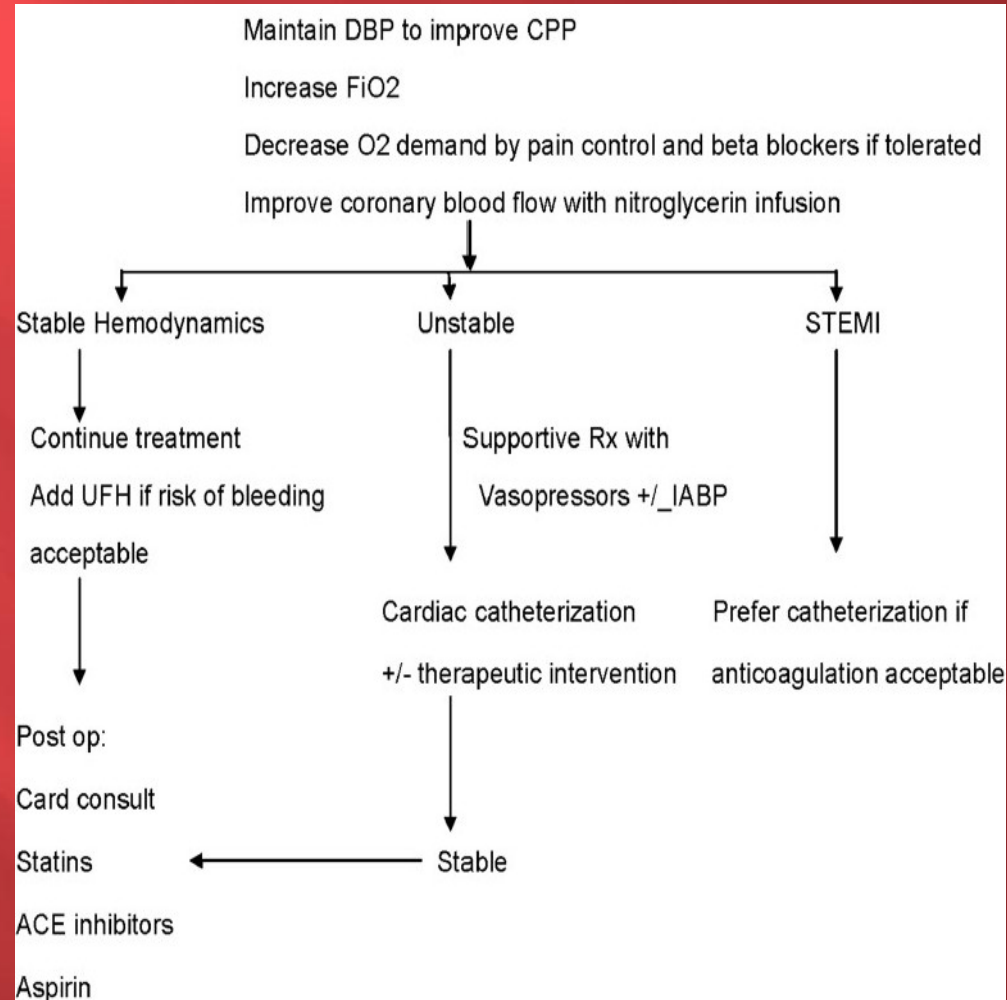 Maintain DBP to improve CPP
Increase FiO2
Decrease O2 demand by pain control and beta blockers if tolerated
Improve coronary blood flow with nitroglycerin infusion
Stable Hemodynamics
Unstable
STEMI
Continue treatment
Add UFH if risk of bleeding
acceptable
Supportive Rx with
Vasopressors +/_IABP
Cardiac catheterization
+/- therapeutic intervention
Prefer catheterization if
anticoagulation acceptable
Post op:
Card consult
Statins
ACE inhibitors
Aspirin
Stable